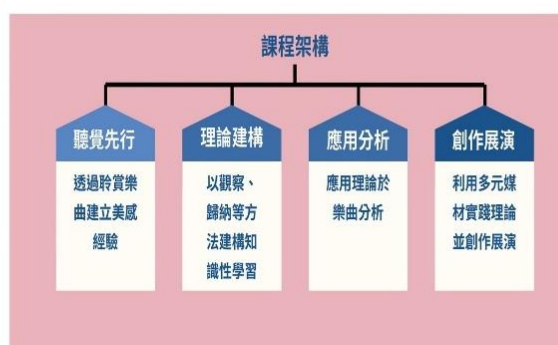 課程架構
聽覺先行
透過聆賞樂
曲建立美感
經驗
理論建構
以觀察、
歸納等方
法建構知
識性學習
應用分析
應用理論於
樂曲分析
創作展演
利用多元媒
材實踐理論
並創作展演